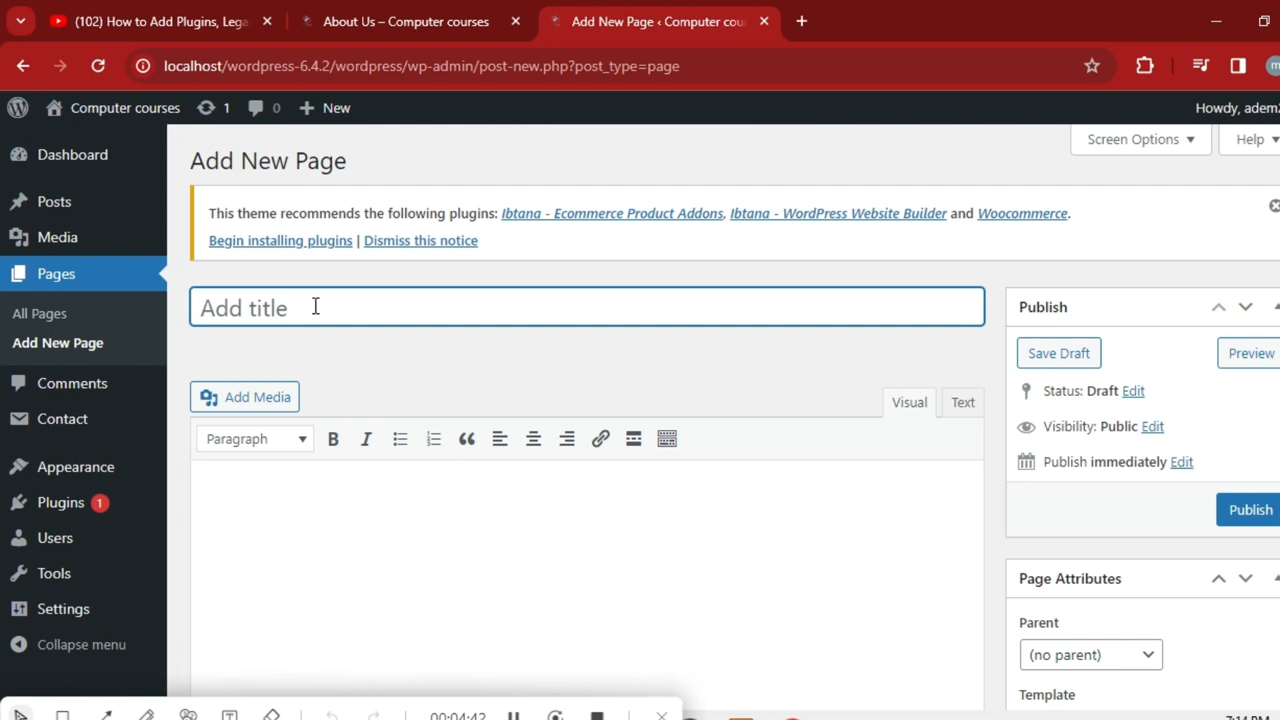 (102) How to Add Plugins, Lega
About Us – Computer courses
Add New Page ‹ Computer cou
localhost/wordpress-6.4.2/wordpress/wp-admin/post-new.php?post_type=page
Computer courses
1
0
New
Howdy, adem
Dashboard
Posts
Media
Pages
All Pages
Add New Page
Comments
Contact
Appearance
Plugins 1
Users
Tools
Settings
Collapse menu
Screen Options
Help
Add New Page
This theme recommends the following plugins: Ibtana - Ecommerce Product Addons, Ibtana - WordPress Website Builder and Woocommerce.
Begin installing plugins | Dismiss this notice
Add title
Add Media
Visual
Text
Paragraph
B
I
Publish
Save Draft
Preview
Status: Draft Edit
Visibility: Public Edit
Publish immediately Edit
Publish
Page Attributes
Parent
(no parent)
Template
00:04:42
7:14 PM